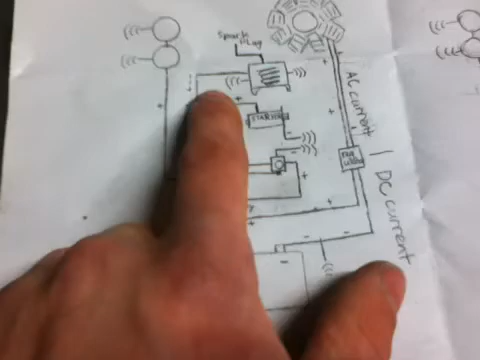 Spark
Plug
STARTER
AC current
DC current